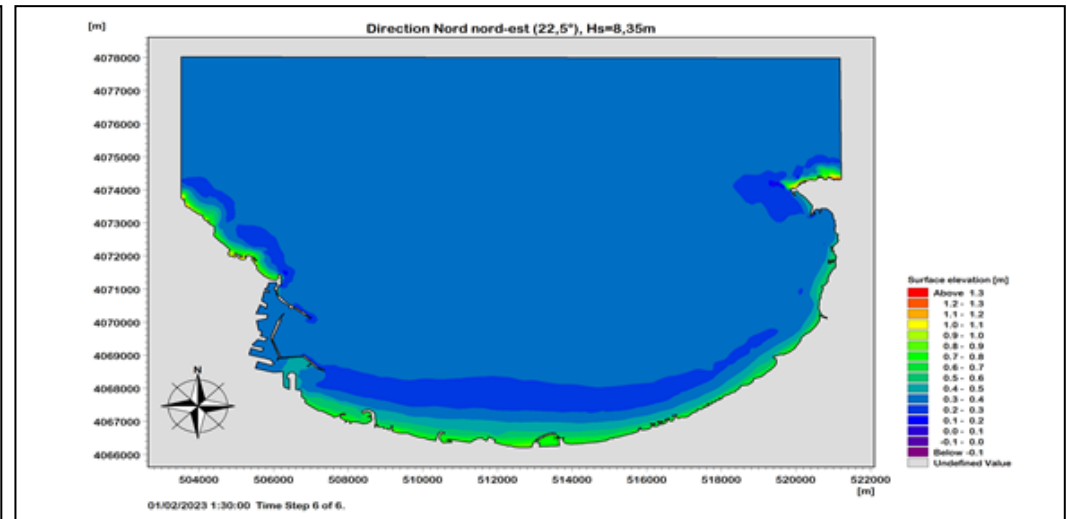 Direction Nord nord-est (22,5°), Hs=8,35m
[m]
4078000
4077000
4076000
4075000
4074000
4073000
4072000
4071000
4070000
4069000
4068000
4067000
4066000
N
504000 506000 508000 510000 512000 514000 516000 518000 520000 522000
[m]
Surface elevation [m]
Above 1.3
1.2 - 1.3
1.1 - 1.2
1.0 - 1.1
0.9 - 1.0
0.8 - 0.9
0.7 - 0.8
0.6 - 0.7
0.5 - 0.6
0.4 - 0.5
0.3 - 0.4
0.2 - 0.3
0.1 - 0.2
0.0 - 0.1
-0.1 - 0.0
Below -0.1
Undefined Value
01/02/2023 1:30:00 Time Step 6 of 6.